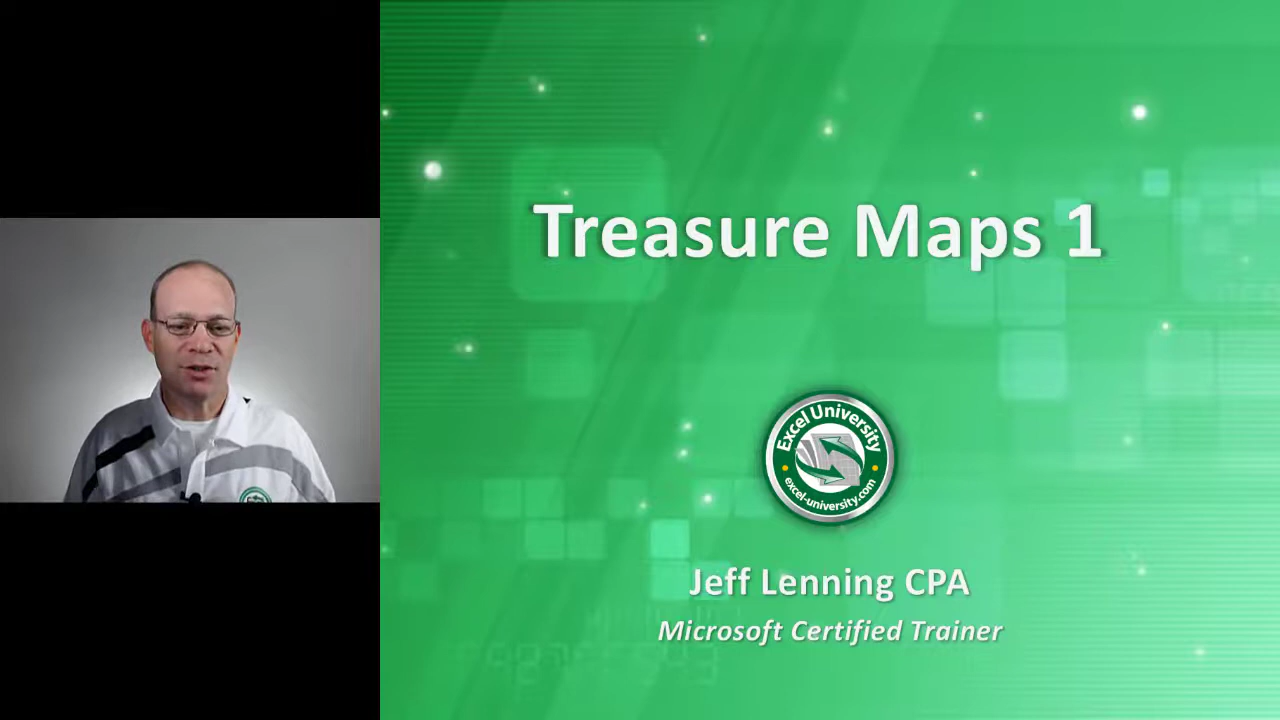 Treasure Maps 1
Excel University
excel-university.com
Jeff Lenning CPA
Microsoft Certified Trainer